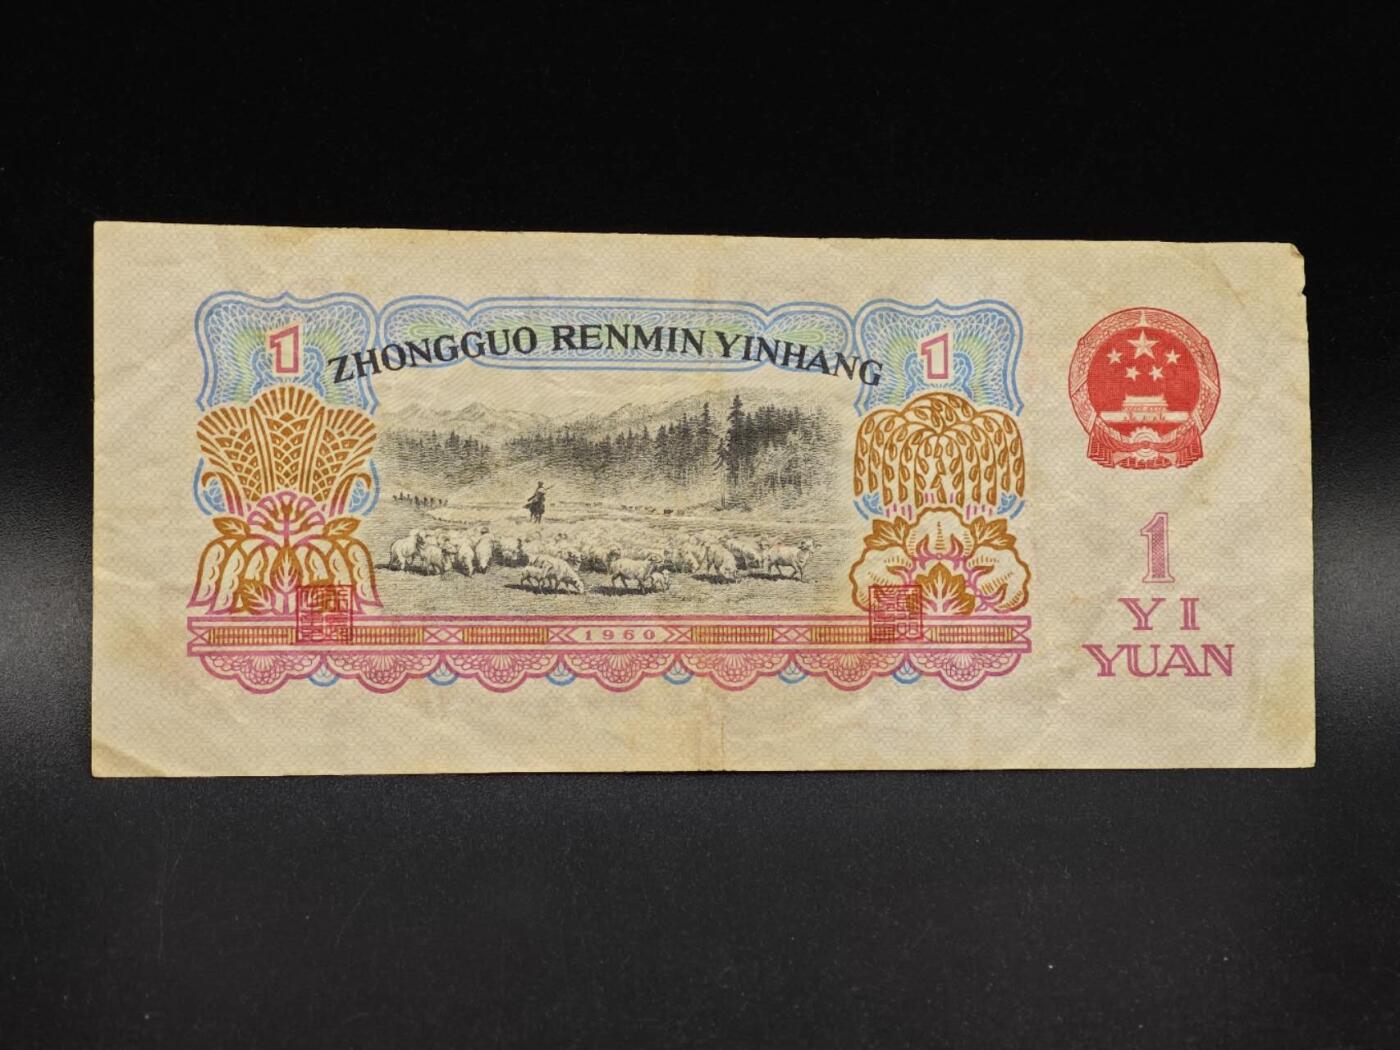 1
ZHONGGUO RENMIN YINHANG
1
1960
1
YI
YUAN